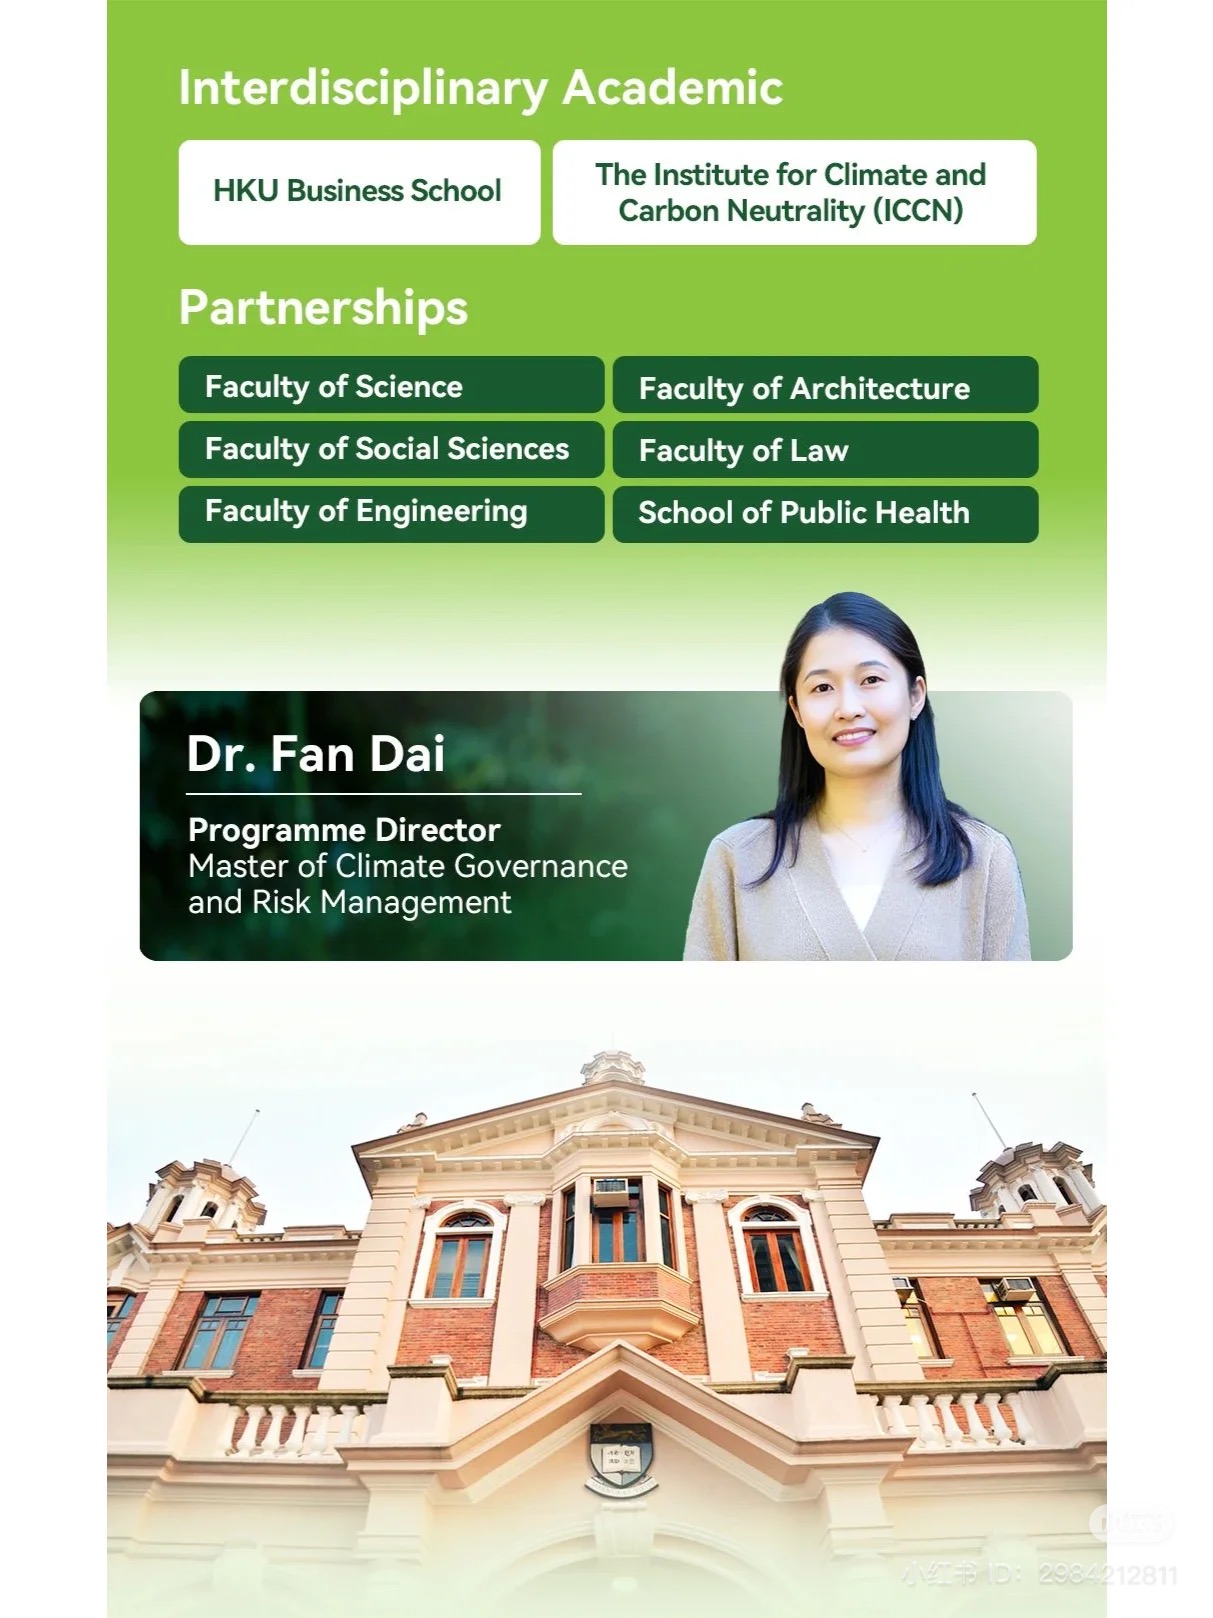 Interdisciplinary Academic
HKU Business School
The Institute for Climate and
Carbon Neutrality (ICCN)
Partnerships
Faculty of Science
Faculty of Architecture
Faculty of Social Sciences
Faculty of Law
Faculty of Engineering
School of Public Health
Dr. Fan Dai
Programme Director
Master of Climate Governance
and Risk Management
小红书 ID: 2984212811